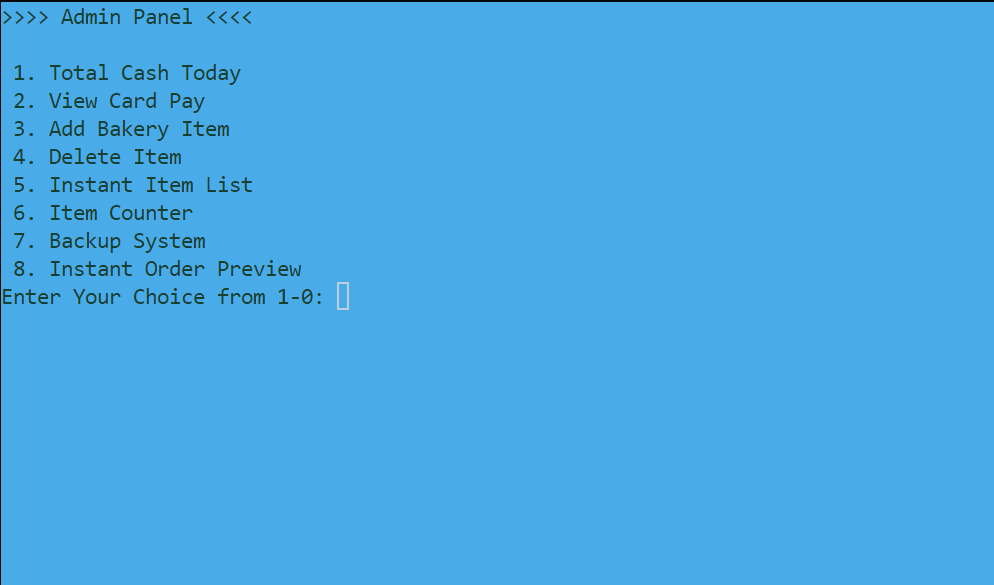 >>>> Admin Panel <<<<
1. Total Cash Today
2. View Card Pay
3. Add Bakery Item
4. Delete Item
5. Instant Item List
6. Item Counter
7. Backup System
8. Instant Order Preview
Enter Your Choice from 1-0: